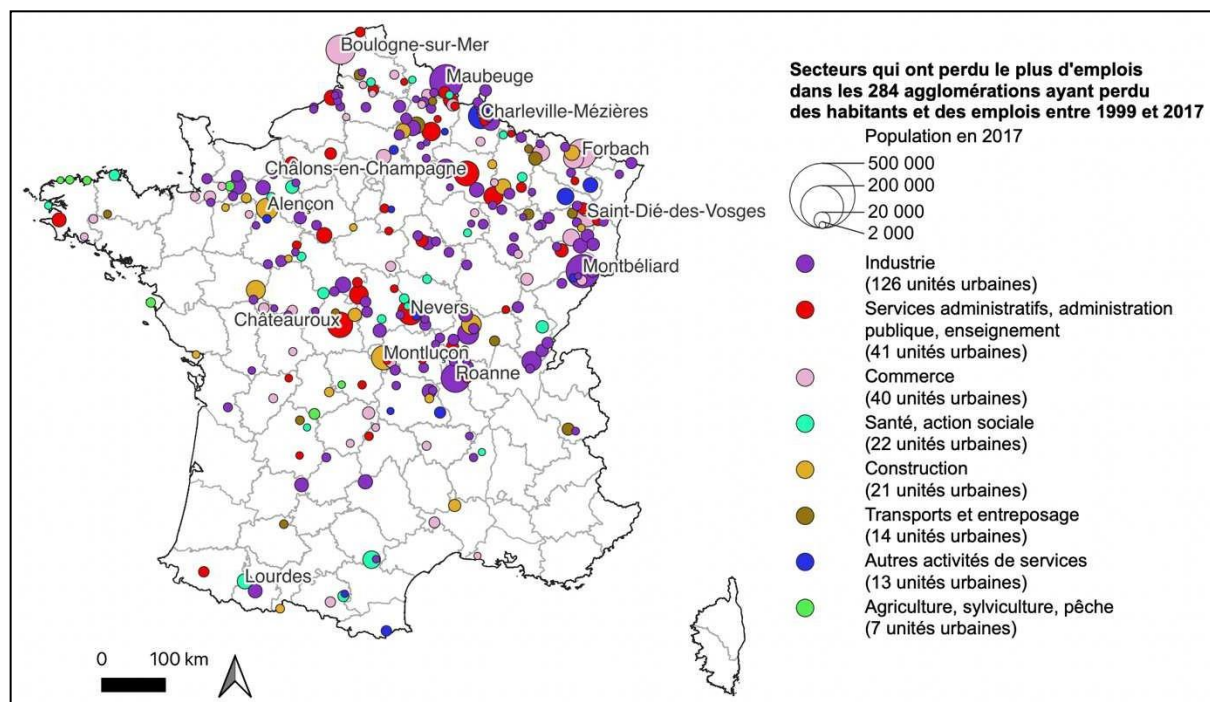 Boulogne-sur-Mer
Maubeuge
Charleville-Mézières
Forbach
Châlons-en-Champagne
Alençon
Saint-Dié-des-Vosges
Montbéliard
Nevers
Châteauroux
Montluçon
Roanne
Lourdes
0 100 km
Secteurs qui ont perdu le plus d'emplois
dans les 284 agglomérations ayant perdu
des habitants et des emplois entre 1999 et 2017
Population en 2017
500 000
200 000
20 000
2 000
Industrie
(126 unités urbaines)
Services administratifs, administration
publique, enseignement
(41 unités urbaines)
Commerce
(40 unités urbaines)
Santé, action sociale
(22 unités urbaines)
Construction
(21 unités urbaines)
Transports et entreposage
(14 unités urbaines)
Autres activités de services
(13 unités urbaines)
Agriculture, sylviculture, pêche
(7 unités urbaines)